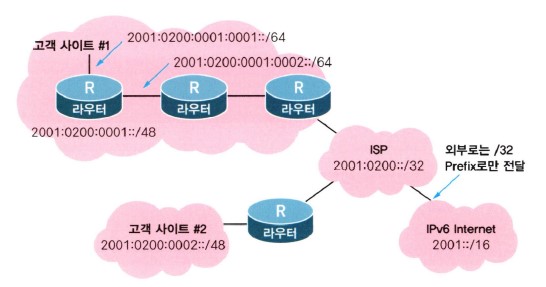 고객 사이트 #1
2001:0200:0001:0001::/64
2001:0200:0001:0002::/64
R
라우터
R
라우터
R
라우터
2001:0200:0001::/48
ISP
2001:0200::/32
외부로는 /32
Prefix로만 전달
고객 사이트 #2
2001:0200:0002::/48
R
라우터
IPv6 Internet
2001::/16